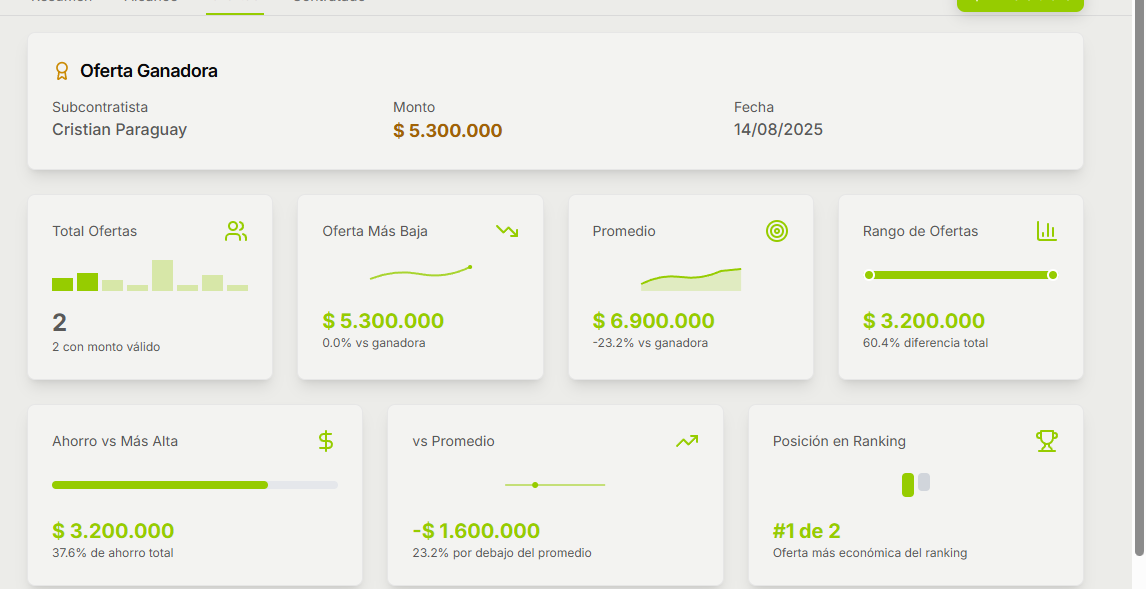 Oferta Ganadora
Subcontratista
Monto
Fecha
Cristian Paraguay
$ 5.300.000
14/08/2025
Total Ofertas
Oferta Más Baja
Promedio
Rango de Ofertas
2
$ 5.300.000
$ 6.900.000
$ 3.200.000
2 con monto válido
0.0% vs ganadora
-23.2% vs ganadora
60.4% diferencia total
Ahorro vs Más Alta
vs Promedio
Posición en Ranking
$ 3.200.000
-$ 1.600.000
#1 de 2
37.6% de ahorro total
23.2% por debajo del promedio
Oferta más económica del ranking